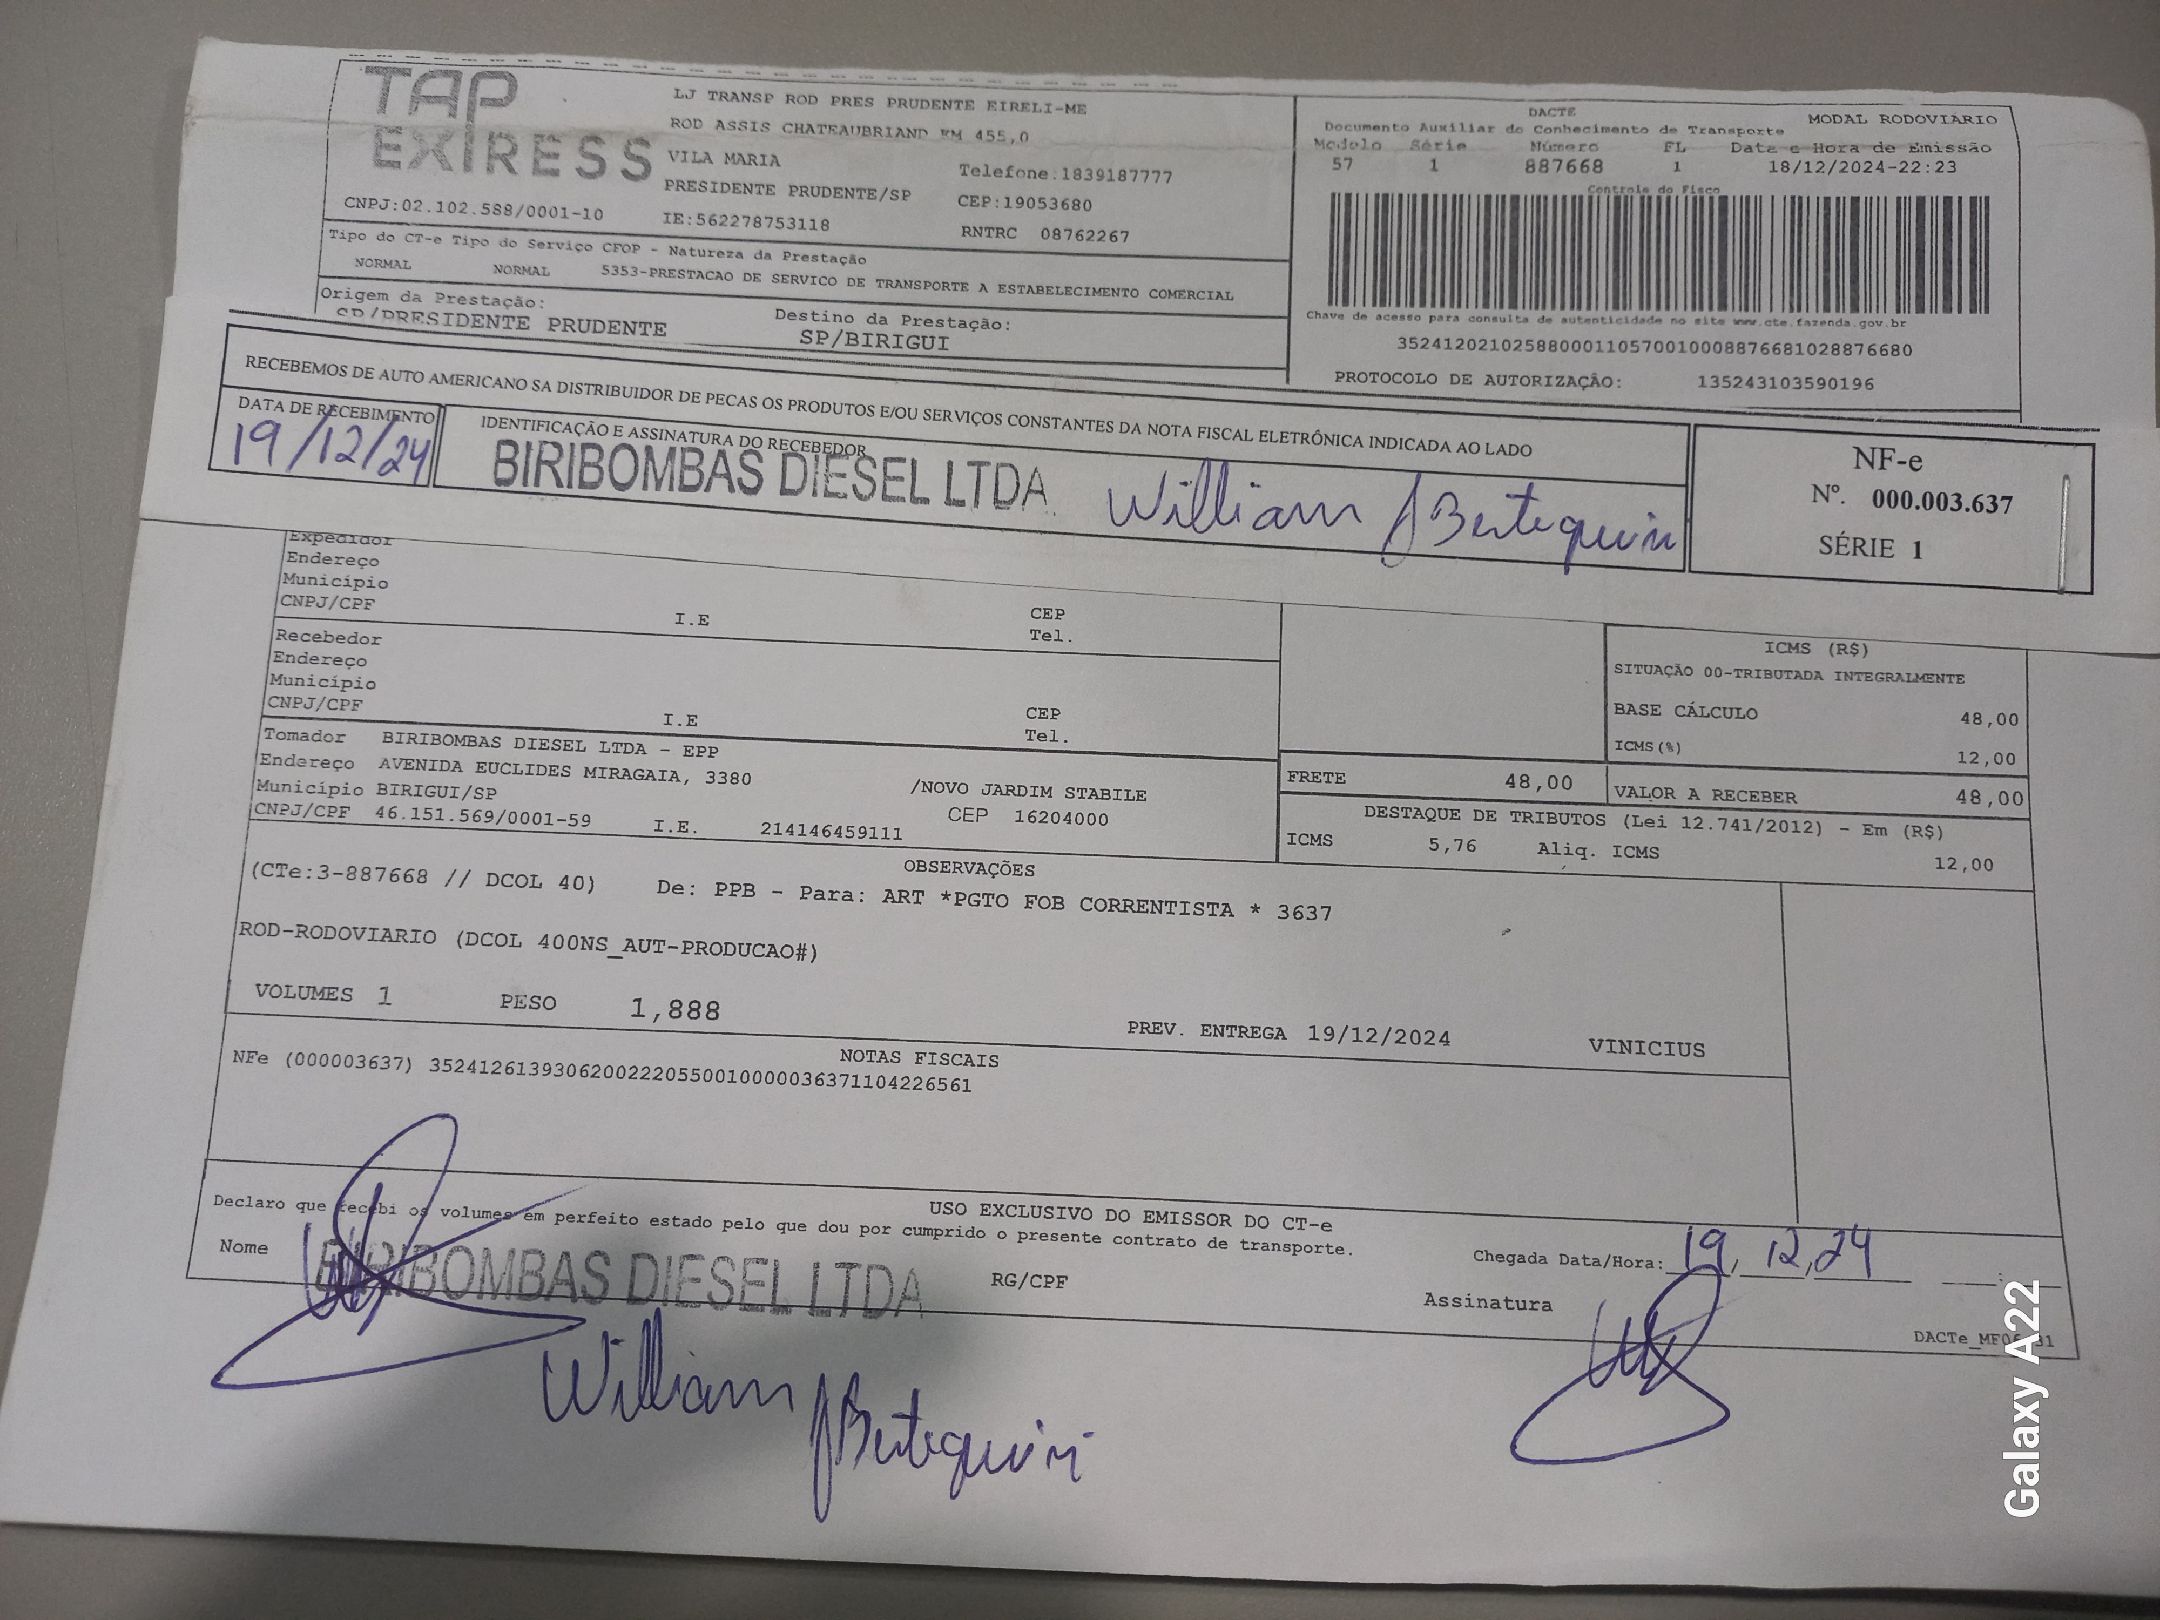 TAP
EXIRESS
CNPJ:02.102.588/0001-10
LJ TRANSP ROD PRES PRUDENTE EIRELI-ME
ROD ASSIS CHATEAUBRIAND KM 455,0
VILA MARIA
Telefone:1839187777
PRESIDENTE PRUDENTE/SP
CEP:19053680
IE:562278753118
RNTRC 08762267
DACTE
MODAL RODOVIÁRIO
Documento Auxiliar do Conhecimento de Transporte
Modelo Série Número FL Data e Hora de Emissão
57 1 887668 1 18/12/2024-22:23
Controle do Fisco
Chave de acesso para consulta de autenticidade no site www.cte.fazenda.gov.br
35241202102588000110570010008876681028876680
PROTOCOLO DE AUTORIZAÇÃO: 135243103590196
Tipo do CT-e Tipo do Serviço CFOP - Natureza da Prestação
NORMAL NORMAL 5353-PRESTACAO DE SERVICO DE TRANSPORTE A ESTABELECIMENTO COMERCIAL
Origem da Prestação:
SP/PRESIDENTE PRUDENTE
Destino da Prestação:
SP/BIRIGUI
RECEBEMOS DE AUTO AMERICANO SA DISTRIBUIDOR DE PECAS OS PRODUTOS E/OU SERVIÇOS CONSTANTES DA NOTA FISCAL ELETRÔNICA INDICADA AO LADO
DATA DE RECEBIMENTO
19/12/24
IDENTIFICAÇÃO E ASSINATURA DO RECEBEDOR
BIRIBOMBAS DIESEL LTDA.
William
NF-e
Nº. 000.003.637
SÉRIE 1
Expedidor
Endereço
Município
CNPJ/CPF I.E CEP
Tel.
Recebedor
Endereço
Município
CNPJ/CPF I.E CEP
Tel.
Tomador BIRIBOMBAS DIESEL LTDA - EPP
Endereço AVENIDA EUCLIDES MIRAGAIA, 3380 /NOVO JARDIM STABILE
Município BIRIGUI/SP CEP 16204000
CNPJ/CPF 46.151.569/0001-59 I.E. 214146459111
ICMS (R$)
SITUAÇÃO 00-TRIBUTADA INTEGRALMENTE
BASE CÁLCULO 48,00
ICMS(%) 12,00
FRETE 48,00 VALOR A RECEBER 48,00
DESTAQUE DE TRIBUTOS (Lei 12.741/2012) - Em (R$)
ICMS 5,76 Aliq. ICMS 12,00
OBSERVAÇÕES
(CTe:3-887668 // DCOL 40) De: PPB - Para: ART *PGTO FOB CORRENTISTA * 3637
ROD-RODOVIARIO (DCOL 400NS_AUT-PRODUCAO#)
VOLUMES 1 PESO 1,888 PREV. ENTREGA 19/12/2024 VINICIUS
NOTAS FISCAIS
NFe (000003637) 35241261393062002220550010000036371104226561
USO EXCLUSIVO DO EMISSOR DO CT-e
Declaro que recebi os volumes em perfeito estado pelo que dou por cumprido o presente contrato de transporte.
Nome BIRIBOMBAS DIESEL LTDA RG/CPF
Chegada Data/Hora: 19, 12, 24
Assinatura
William
Galaxy A22